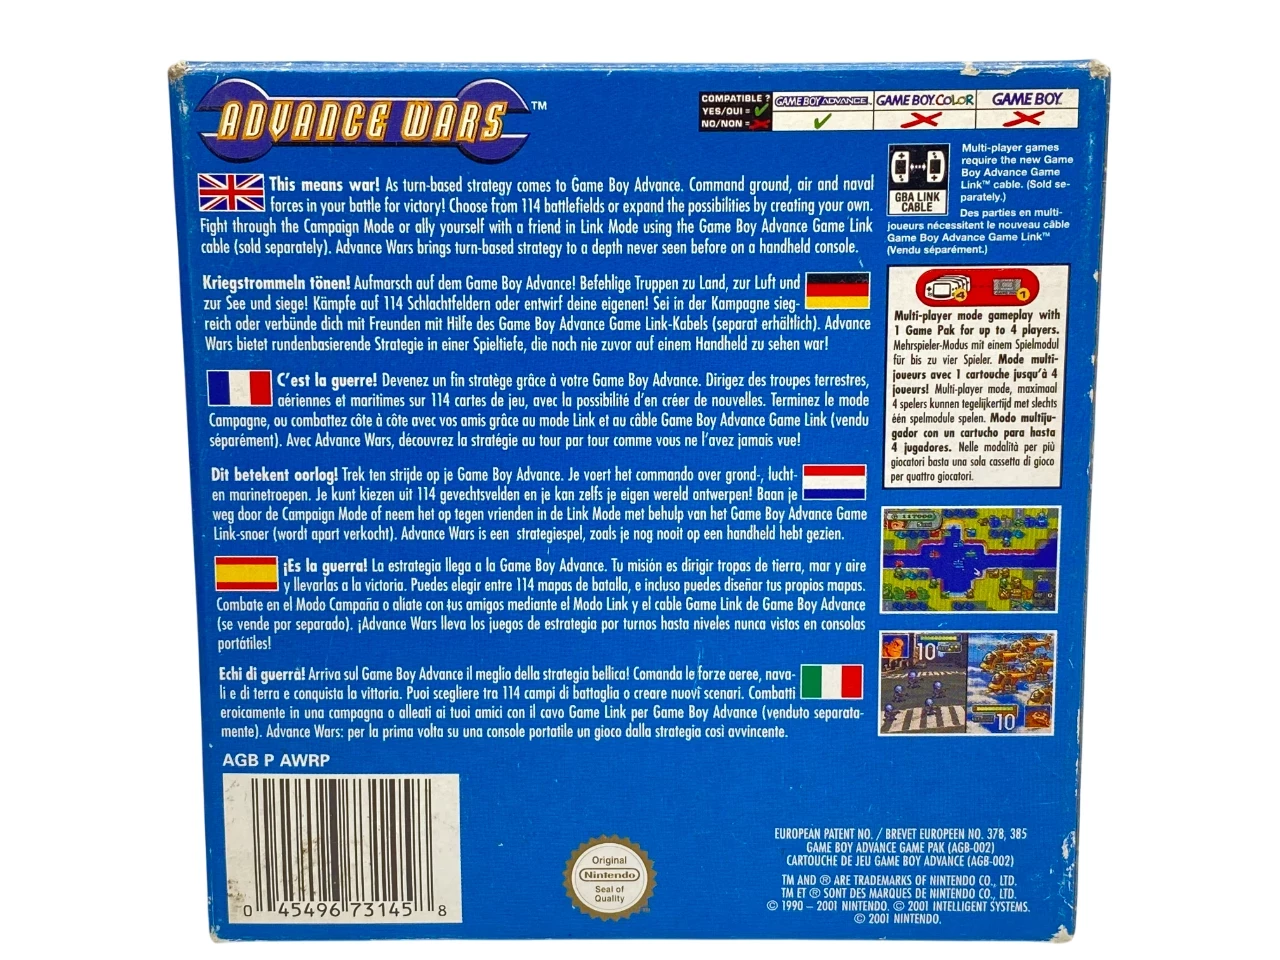 ADVANCE WARS™
COMPATIBLE ?
YES/OUI =
NO/NON =
GAME BOY ADVANCE
GAME BOY COLOR
GAME BOY
GBA LINK
CABLE
Multi-player games
require the new Game
Boy Advance Game
Link™ cable. (Sold se-
parately.)
Des parties en multi-
joueurs nécessitent le nouveau câble
Game Boy Advance Game Link™
(Vendu séparément.)
This means war! As turn-based strategy comes to Game Boy Advance. Command ground, air and naval
forces in your battle for victory! Choose from 114 battlefields or expand the possibilities by creating your own.
Fight through the Campaign Mode or ally yourself with a friend in Link Mode using the Game Boy Advance Game Link
cable (sold separately). Advance Wars brings turn-based strategy to a depth never seen before on a handheld console.
Kriegstrommeln tönen! Aufmarsch auf dem Game Boy Advance! Befehlige Truppen zu Land, zur Luft und
zur See und siege! Kämpfe auf 114 Schlachtfeldern oder entwirf deine eigenen! Sei in der Kampagne sieg-
reich oder verbünde dich mit Freunden mit Hilfe des Game Boy Advance Game Link-Kabels (separat erhältlich). Advance
Wars bietet rundenbasierende Strategie in einer Spieltiefe, die noch nie zuvor auf einem Handheld zu sehen war!
C'est la guerre! Devenez un fin stratège grâce à votre Game Boy Advance. Dirigez des troupes terrestres,
aériennes et maritimes sur 114 cartes de jeu, avec la possibilité d'en créer de nouvelles. Terminez le mode
Campagne, ou combattez côte à côte avec vos amis grâce au mode Link et au câble Game Boy Advance Game Link (vendu
séparément). Avec Advance Wars, découvrez la stratégie au tour par tour comme vous ne l'avez jamais vue!
Dit betekent oorlog! Trek ten strijde op je Game Boy Advance. Je voert het commando over grond-, lucht-
en marinetroepen. Je kunt kiezen uit 114 gevechtsvelden en je kan zelfs je eigen wereld ontwerpen! Baan je
weg door de Campaign Mode of neem het op tegen vrienden in de Link Mode met behulp van het Game Boy Advance Game
Link-snoer (wordt apart verkocht). Advance Wars is een strategiespel, zoals je nog nooit op een handheld hebt gezien.
¡Es la guerra! La estrategia llega a la Game Boy Advance. Tu misión es dirigir tropas de tierra, mar y aire
y llevarlas a la victoria. Puedes elegir entre 114 mapas de batalla, e incluso puedes diseñar tus propios mapas.
Combate en el Modo Campaña o alíate con tus amigos mediante el Modo Link y el cable Game Link de Game Boy Advance
(se vende por separado). ¡Advance Wars lleva los juegos de estrategia por turnos hasta niveles nunca vistos en consolas
portátiles!
Echi di guerra! Arriva sul Game Boy Advance il meglio della strategia bellica! Comanda le forze aeree, nava-
li e di terra e conquista la vittoria. Puoi scegliere tra 114 campi di battaglia o creare nuovi scenari. Combatti
eroicamente in una campagna o alleati ai tuoi amici con il cavo Game Link per Game Boy Advance (venduto separata-
mente). Advance Wars: per la prima volta su una console portatile un gioco dalla strategia così avvincente.
4
1
Multi-player mode gameplay with
1 Game Pak for up to 4 players.
Mehrspieler-Modus mit einem Spielmodul
für bis zu vier Spieler. Mode multi-
joueurs avec 1 cartouche jusqu'à 4
joueurs! Multi-player mode, maximaal
4 spelers kunnen tegelijkertijd met slechts
één spelmodule spelen. Modo multiju-
gador con un cartucho para hasta
4 jugadores. Nelle modalità per più
giocatori basta una sola cassetta di gioco
per quattro giocatori.
10
10
AGB P AWRP
0 45496 73145 8
Original
Nintendo
Seal of
Quality
EUROPEAN PATENT NO. / BREVET EUROPEEN NO. 378, 385
GAME BOY ADVANCE GAME PAK (AGB-002)
CARTOUCHE DE JEU GAME BOY ADVANCE (AGB-002)
TM AND ® ARE TRADEMARKS OF NINTENDO CO., LTD.
TM ET ® SONT DES MARQUES DE NINTENDO CO., LTD.
© 1990 – 2001 NINTENDO. © 2001 INTELLIGENT SYSTEMS.
© 2001 NINTENDO.